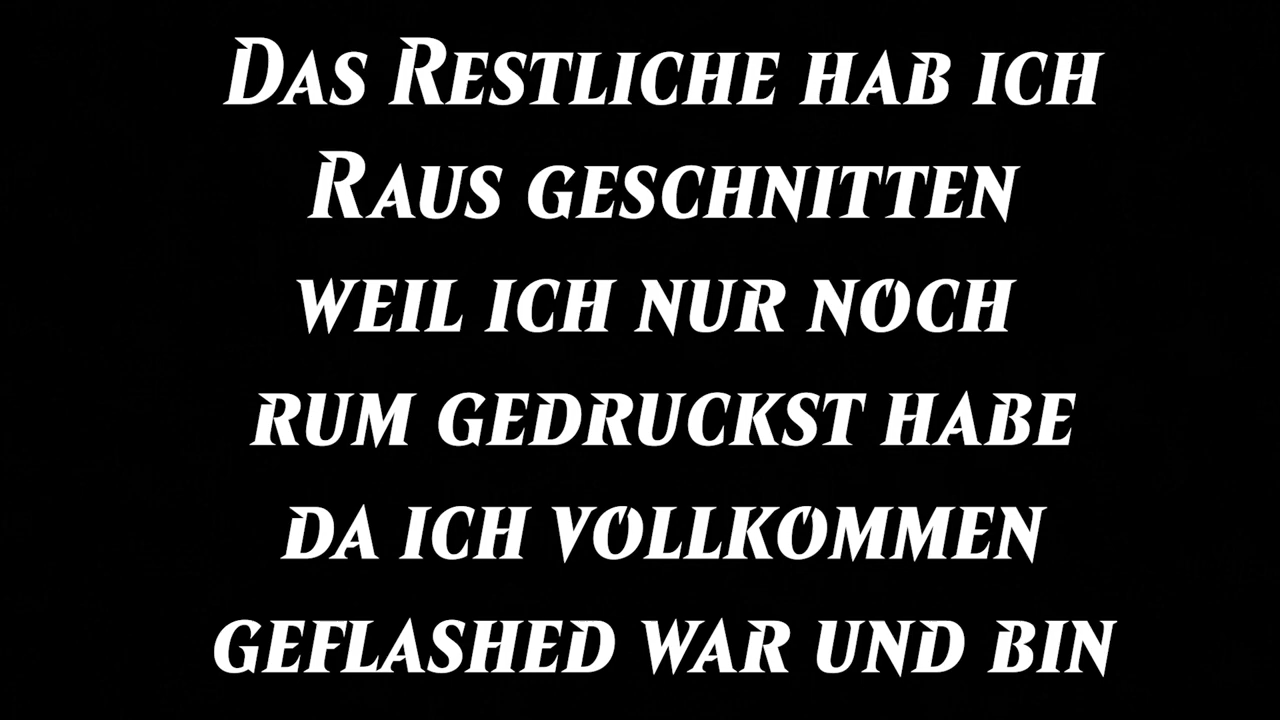 Das Restliche hab ich
Raus geschnitten
weil ich nur noch
rum gedruckst habe
da ich vollkommen
geflashed war und bin